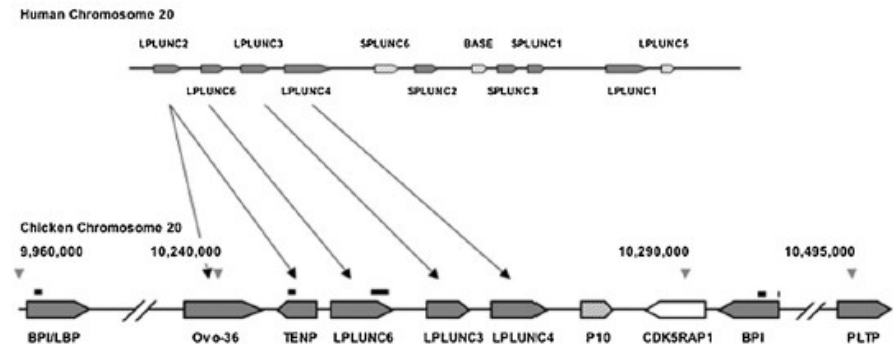 Human Chromosome 20
LPLUNC2 LPLUNC3 SPLUNC6 BASE SPLUNC1 LPLUNC5
LPLUNC6 LPLUNC4 SPLUNC2 SPLUNC3 LPLUNC1
Chicken Chromosome 20
9,960,000 10,240,000 10,290,000 10,495,000
BPI/LBP Ovo-36 TENP LPLUNC6 LPLUNC3 LPLUNC4 P10 CDK5RAP1 BPI PLTP